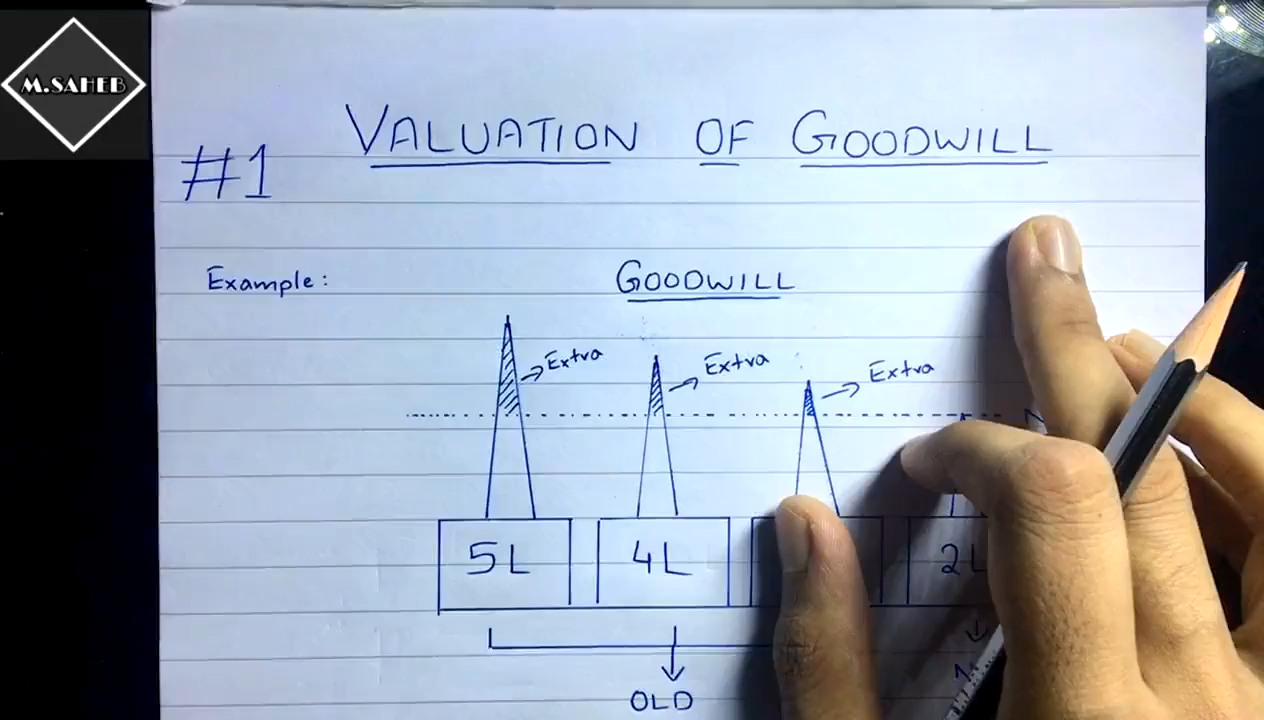 M.SAHEB
VALUATION OF GOODWILL
#1
Example:
GOODWILL
Extra
Extra
Extra
5L
4L
2L
OLD